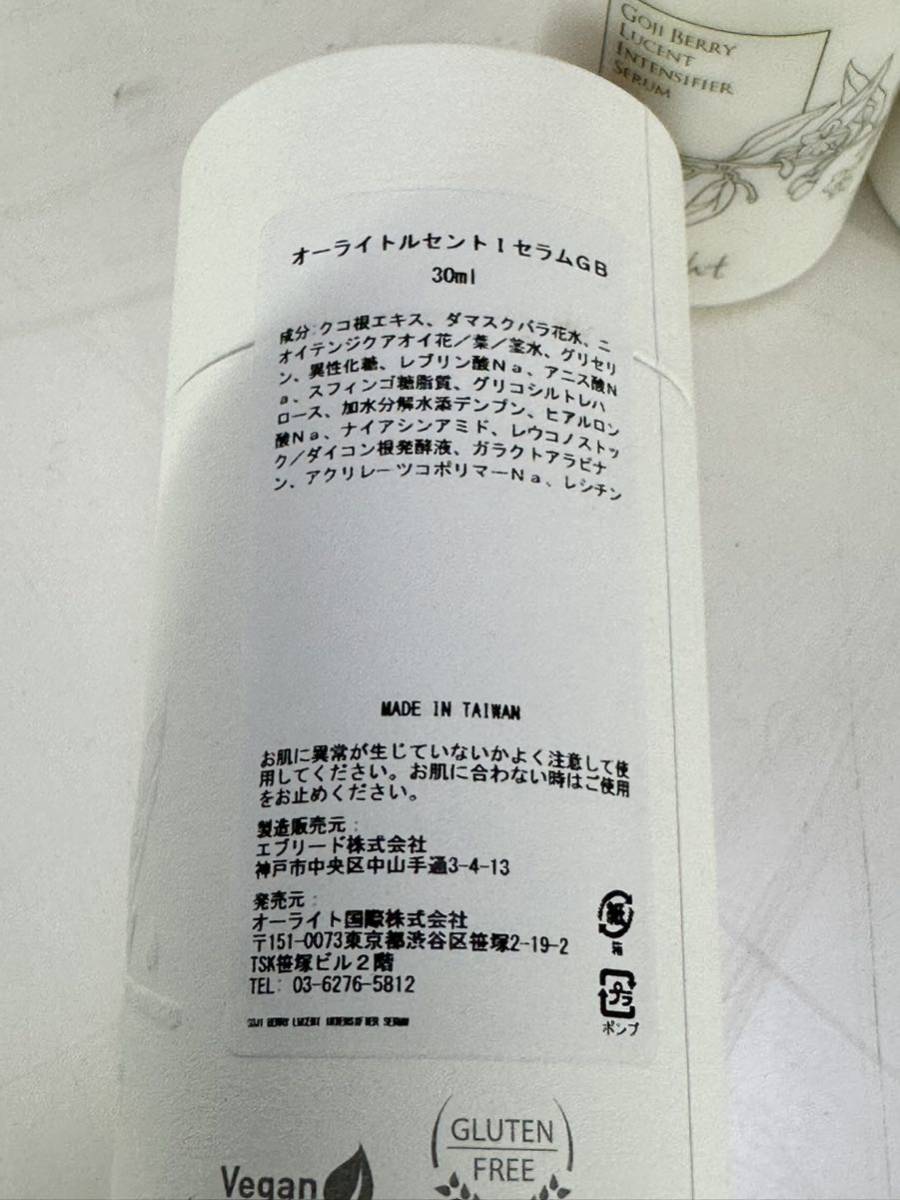 GOJI BERRY
LUCENT
INTENSIFIER
SERUM
オーライトルセントIセラムGB
30ml
成分:クコ根エキス、ダマスクバラ花水、ニ
オイテンジクアオイ花/葉/茎水、グリセリ
ン、異性化糖、レブリン酸Na、アニス酸N
a、スフィンゴ糖脂質、グリコシルトレハ
ロース、加水分解水添デンプン、ヒアルロン
酸Na、ナイアシンアミド、レウコノストッ
ク/ダイコン根発酵液、ガラクトアラビナ
ン、アクリレーツコポリマーNa、レシチン
MADE IN TAIWAN
お肌に異常が生じていないかよく注意して使
用してください。お肌に合わない時はご使用
をお止めください。
製造販売元:
エブリード株式会社
神戸市中央区中山手通3-4-13
発売元:
オーライト国際株式会社
〒151-0073東京都渋谷区笹塚2-19-2
TSK笹塚ビル2階
TEL: 03-6276-5812
紙
箱
プラ
ポンプ
GOJI BERRY LUCENT INTENSIFIER SERUM
GLUTEN
FREE
Vegan